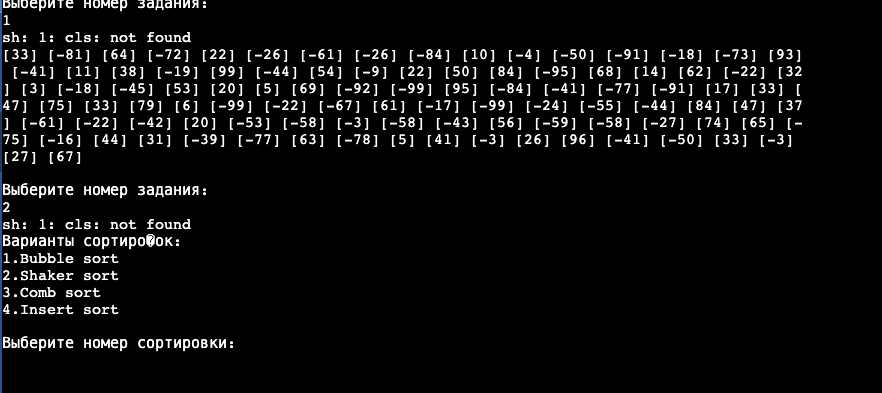 Выберите номер задания:
1
sh: 1: cls: not found
[33] [-81] [64] [-72] [22] [-26] [-61] [-26] [-84] [10] [-4] [-50] [-91] [-18] [-73] [93]
[-41] [11] [38] [-19] [99] [-44] [54] [-9] [22] [50] [84] [-95] [68] [14] [62] [-22] [32
] [3] [-18] [-45] [53] [20] [5] [69] [-92] [-99] [95] [-84] [-41] [-77] [-91] [17] [33] [
47] [75] [33] [79] [6] [-99] [-22] [-67] [61] [-17] [-99] [-24] [-55] [-44] [84] [47] [37
] [-61] [-22] [-42] [20] [-53] [-58] [-3] [-58] [-43] [56] [-59] [-58] [-27] [74] [65] [-
75] [-16] [44] [31] [-39] [-77] [63] [-78] [5] [41] [-3] [26] [96] [-41] [-50] [33] [-3]
[27] [67]
Выберите номер задания:
2
sh: 1: cls: not found
Варианты сортиро�ок:
1.Bubble sort
2.Shaker sort
3.Comb sort
4.Insert sort
Выберите номер сортировки: